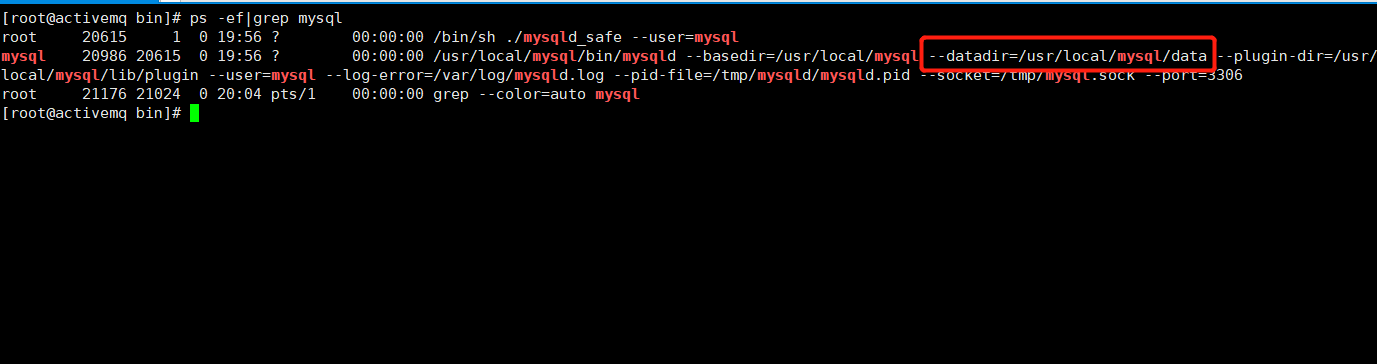 [root@activemq bin]# ps -ef|grep mysql
root     20615     1  0 19:56 ?        00:00:00 /bin/sh ./mysqld_safe --user=mysql
mysql    20986 20615  0 19:56 ?        00:00:00 /usr/local/mysql/bin/mysqld --basedir=/usr/local/mysql --datadir=/usr/local/mysql/data --plugin-dir=/usr/
local/mysql/lib/plugin --user=mysql --log-error=/var/log/mysqld.log --pid-file=/tmp/mysqld/mysqld.pid --socket=/tmp/mysql.sock --port=3306
root     21176 21024  0 20:04 pts/1    00:00:00 grep --color=auto mysql
[root@activemq bin]#